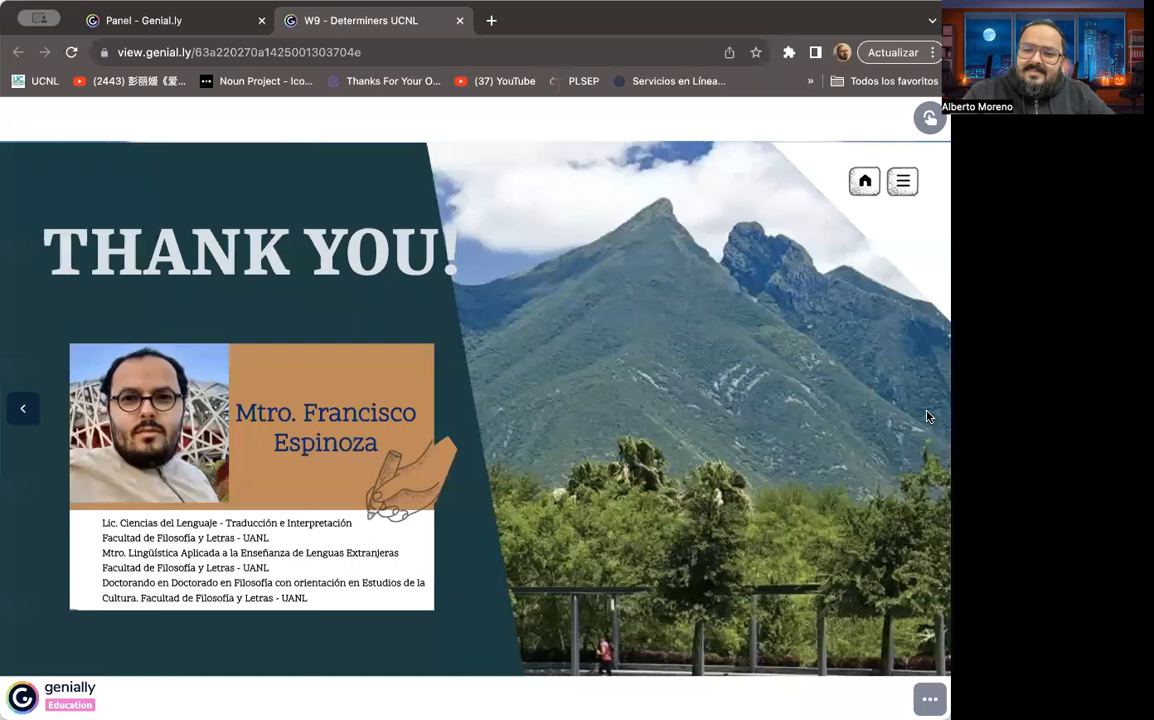 Panel - Genial.ly
W9 - Determiners UCNL
view.genial.ly/63a220270a1425001303704e
Actualizar
UCNL
(2443) 彭丽媛《爱...
Noun Project - Ico...
Thanks For Your O...
(37) YouTube
PLSEP
Servicios en Línea...
»
Todos los favoritos
Alberto Moreno
THANK YOU!
Mtro. Francisco
Espinoza
Lic. Ciencias del Lenguaje - Traducción e Interpretación
Facultad de Filosofía y Letras - UANL
Mtro. Lingüística Aplicada a la Enseñanza de Lenguas Extranjeras
Facultad de Filosofía y Letras - UANL
Doctorando en Doctorado en Filosofía con orientación en Estudios de la
Cultura. Facultad de Filosofía y Letras - UANL
genially
Education